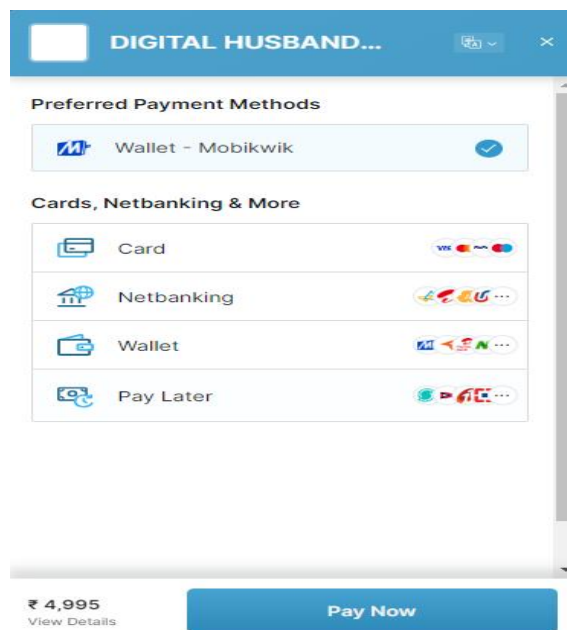 DIGITAL HUSBAND...
Preferred Payment Methods
Wallet - Mobikwik
Cards, Netbanking & More
Card
VISA
Netbanking
Wallet
Pay Later
₹ 4,995
View Details
Pay Now